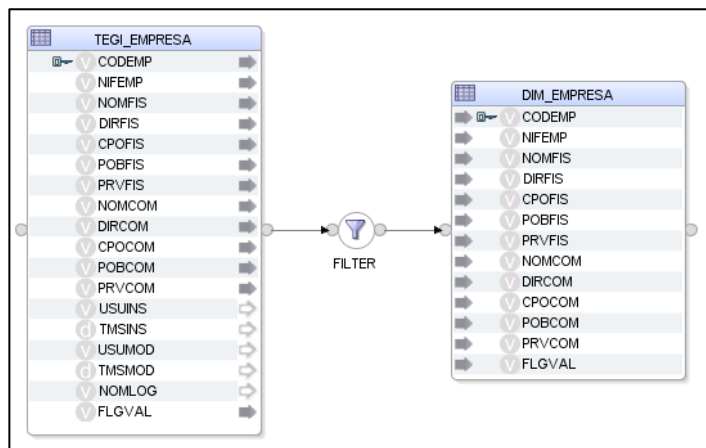 TEGI_EMPRESA
V CODEMP
V NIFEMP
V NOMFIS
V DIRFIS
V CPOFIS
V POBFIS
V PRVFIS
V NOMCOM
V DIRCOM
V CPOCOM
V POBCOM
V PRVCOM
V USUINS
d TMSINS
V USUMOD
d TMSMOD
V NOMLOG
V FLGVAL
FILTER
DIM_EMPRESA
V CODEMP
V NIFEMP
V NOMFIS
V DIRFIS
V CPOFIS
V POBFIS
V PRVFIS
V NOMCOM
V DIRCOM
V CPOCOM
V POBCOM
V PRVCOM
V FLGVAL